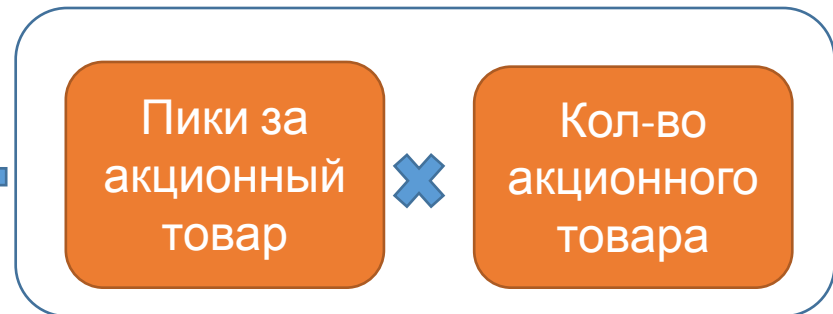 Пики за
акционный
товар
Кол-во
акционного
товара